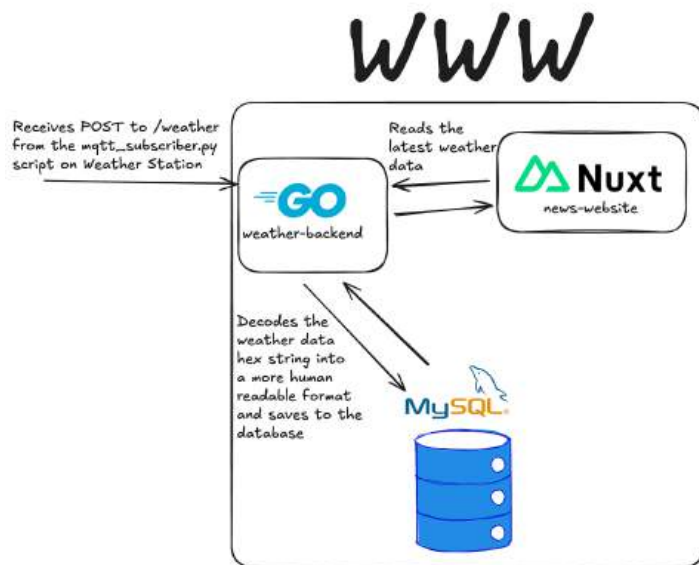 WWW
Receives POST to /weather
from the mqtt_subscriber.py
script on Weather Station
Reads the
latest weather
data
GO
weather-backend
Nuxt
news-website
Decodes the
weather data
hex string into
a more human
readable format
and saves to the
database
MySQL®